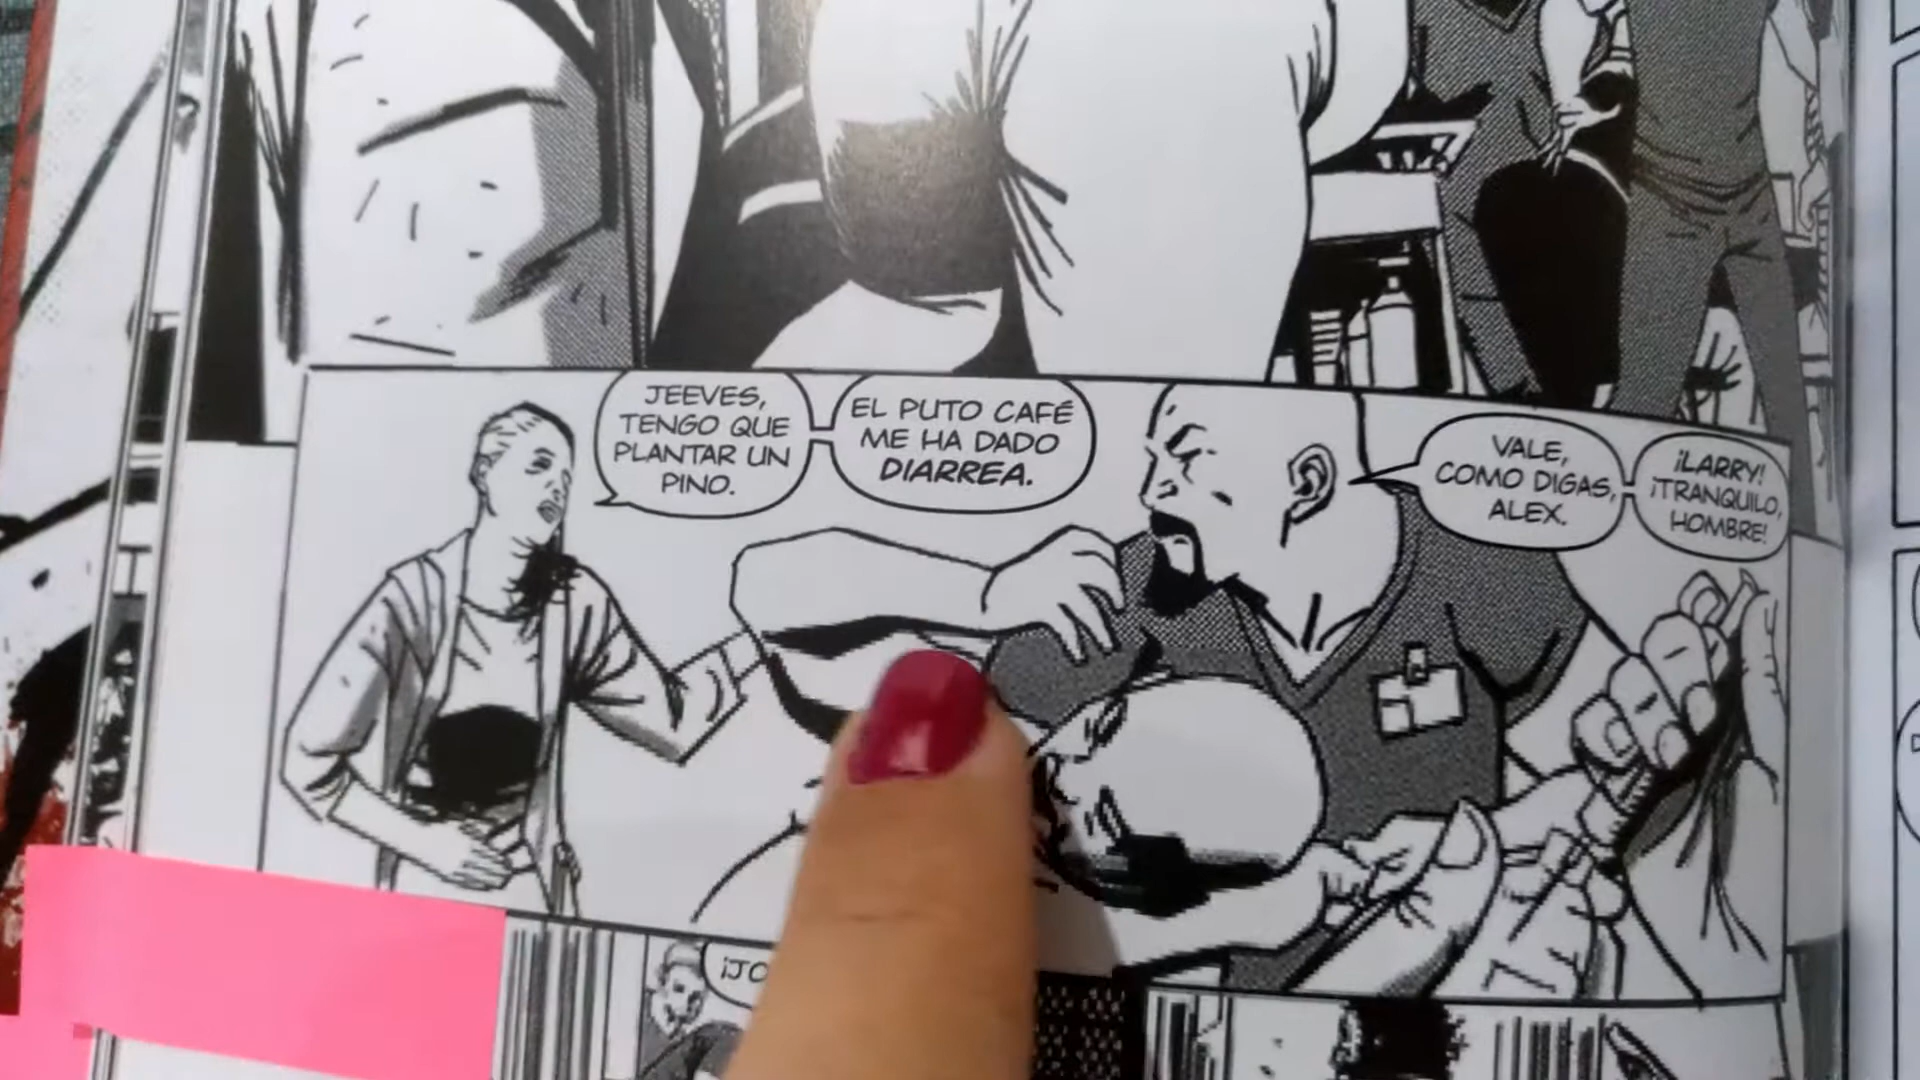 JEEVES,
TENGO QUE
PLANTAR UN
PINO.
EL PUTO CAFÉ
ME HA DADO
DIARREA.
VALE,
COMO DIGAS,
ALEX.
¡LARRY!
¡TRANQUILO,
HOMBRE!